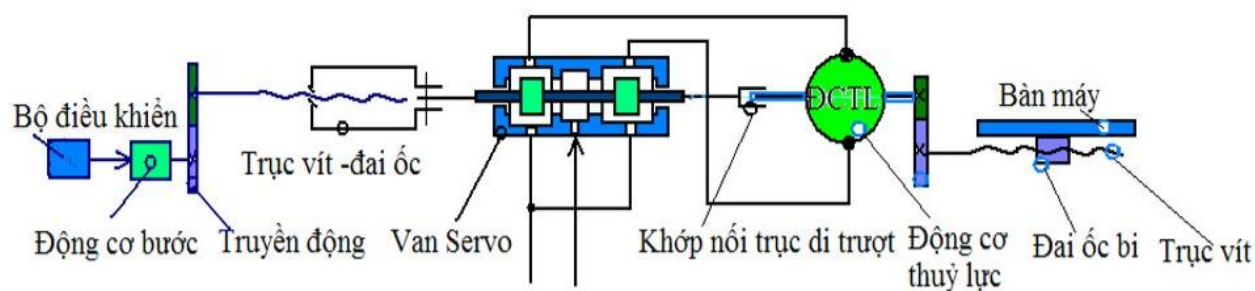 Bộ điều khiển
Động cơ bước
Truyền động
Trục vít -đai ốc
Van Servo
Khớp nối trục di trượt
ĐCTL
Động cơ
thuỷ lực
Bàn máy
Đai ốc bi
Trục vít